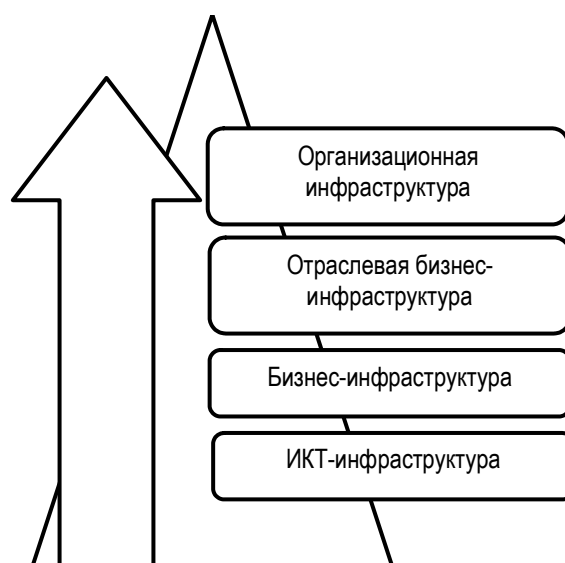 Организационная
инфраструктура
Отраслевая бизнес-
инфраструктура
Бизнес-инфраструктура
ИКТ-инфраструктура